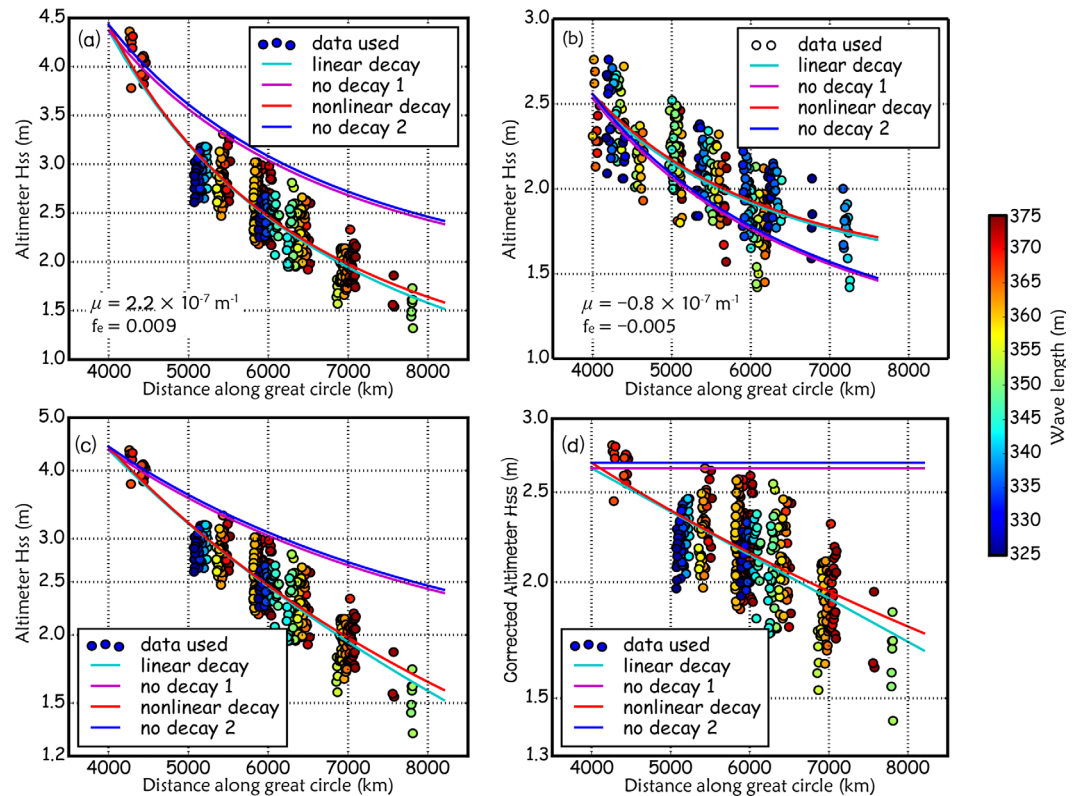 (a)
data used
linear decay
no decay 1
nonlinear decay
no decay 2
4.5
4.0
3.5
3.0
2.5
2.0
1.5
1.0
Altimeter Hss (m)
μ = 2.2 × 10⁻⁷ m⁻¹
fe = 0.009
4000 5000 6000 7000 8000
Distance along great circle (km)
(b)
data used
linear decay
no decay 1
nonlinear decay
no decay 2
3.0
2.5
2.0
1.5
1.0
Altimeter Hss (m)
μ = −0.8 × 10⁻⁷ m⁻¹
fe = −0.005
4000 5000 6000 7000 8000
Distance along great circle (km)
(c)
5.0
4.0
3.0
2.0
1.5
1.2
Altimeter Hss (m)
data used
linear decay
no decay 1
nonlinear decay
no decay 2
4000 5000 6000 7000 8000
Distance along great circle (km)
(d)
3.0
2.5
2.0
1.5
1.3
Corrected Altimeter Hss (m)
data used
linear decay
no decay 1
nonlinear decay
no decay 2
4000 5000 6000 7000 8000
Distance along great circle (km)
375
370
365
360
355
350
345
340
335
330
325
Wave length (m)